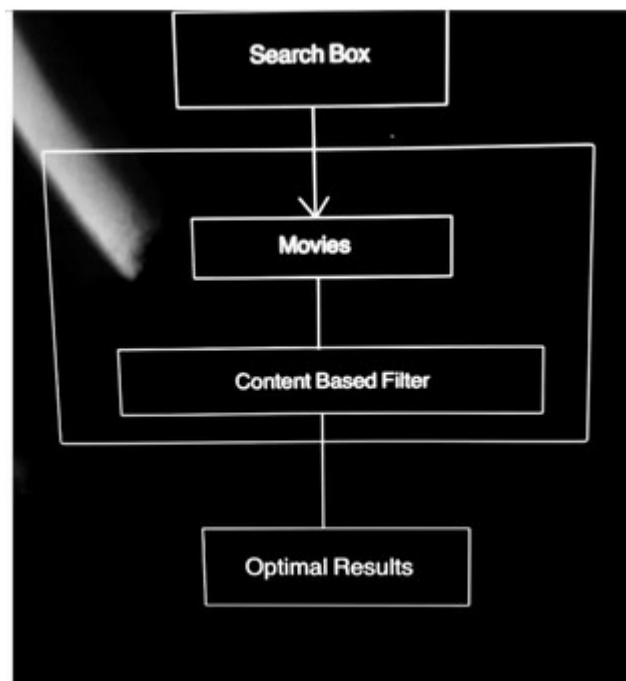 Search Box
Movies
Content Based Filter
Optimal Results